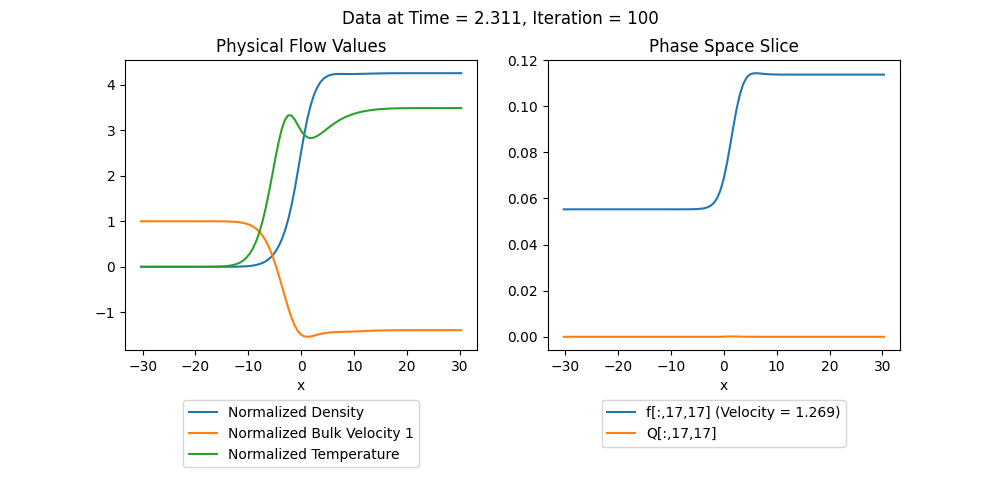 Data at Time = 2.311, Iteration = 100
Physical Flow Values
4
3
2
1
0
−1
−30
−20
−10
0
10
20
30
x
Normalized Density
Normalized Bulk Velocity 1
Normalized Temperature
Phase Space Slice
0.12
0.10
0.08
0.06
0.04
0.02
0.00
−30
−20
−10
0
10
20
30
x
f[:,17,17] (Velocity = 1.269)
Q[:,17,17]